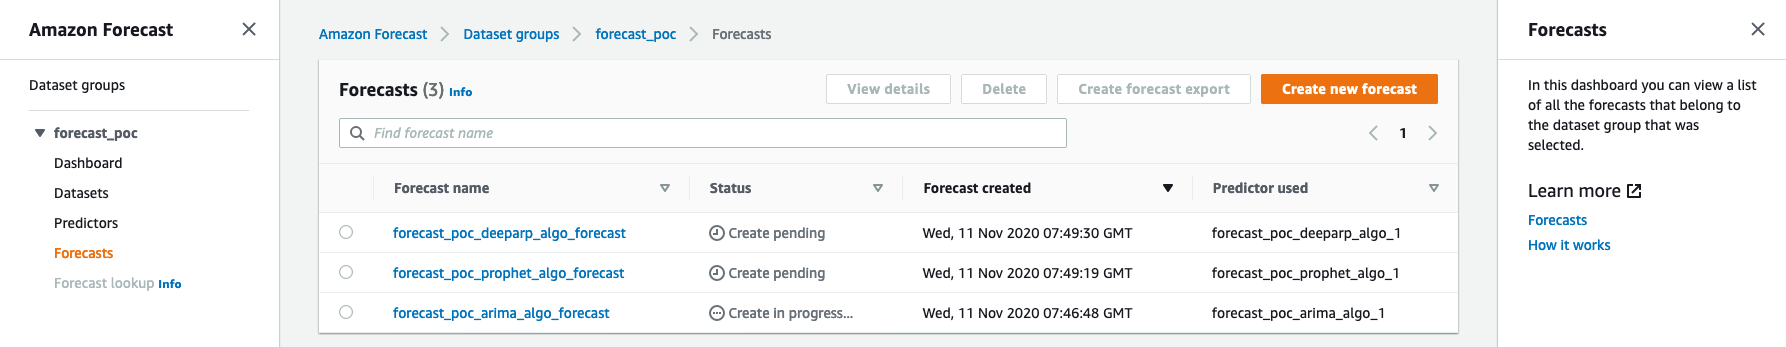 Amazon Forecast
Dataset groups
forecast_poc
Dashboard
Datasets
Predictors
Forecasts
Forecast lookup Info
Amazon Forecast Dataset groups forecast_poc Forecasts
Forecasts (3) Info
View details Delete Create forecast export Create new forecast
Find forecast name
1
Forecast name Status Forecast created Predictor used
forecast_poc_deeparp_algo_forecast Create pending Wed, 11 Nov 2020 07:49:30 GMT forecast_poc_deeparp_algo_1
forecast_poc_prophet_algo_forecast Create pending Wed, 11 Nov 2020 07:49:19 GMT forecast_poc_prophet_algo_1
forecast_poc_arima_algo_forecast Create in progress... Wed, 11 Nov 2020 07:46:48 GMT forecast_poc_arima_algo_1
Forecasts
In this dashboard you can view a list
of all the forecasts that belong to
the dataset group that was
selected.
Learn more
Forecasts
How it works